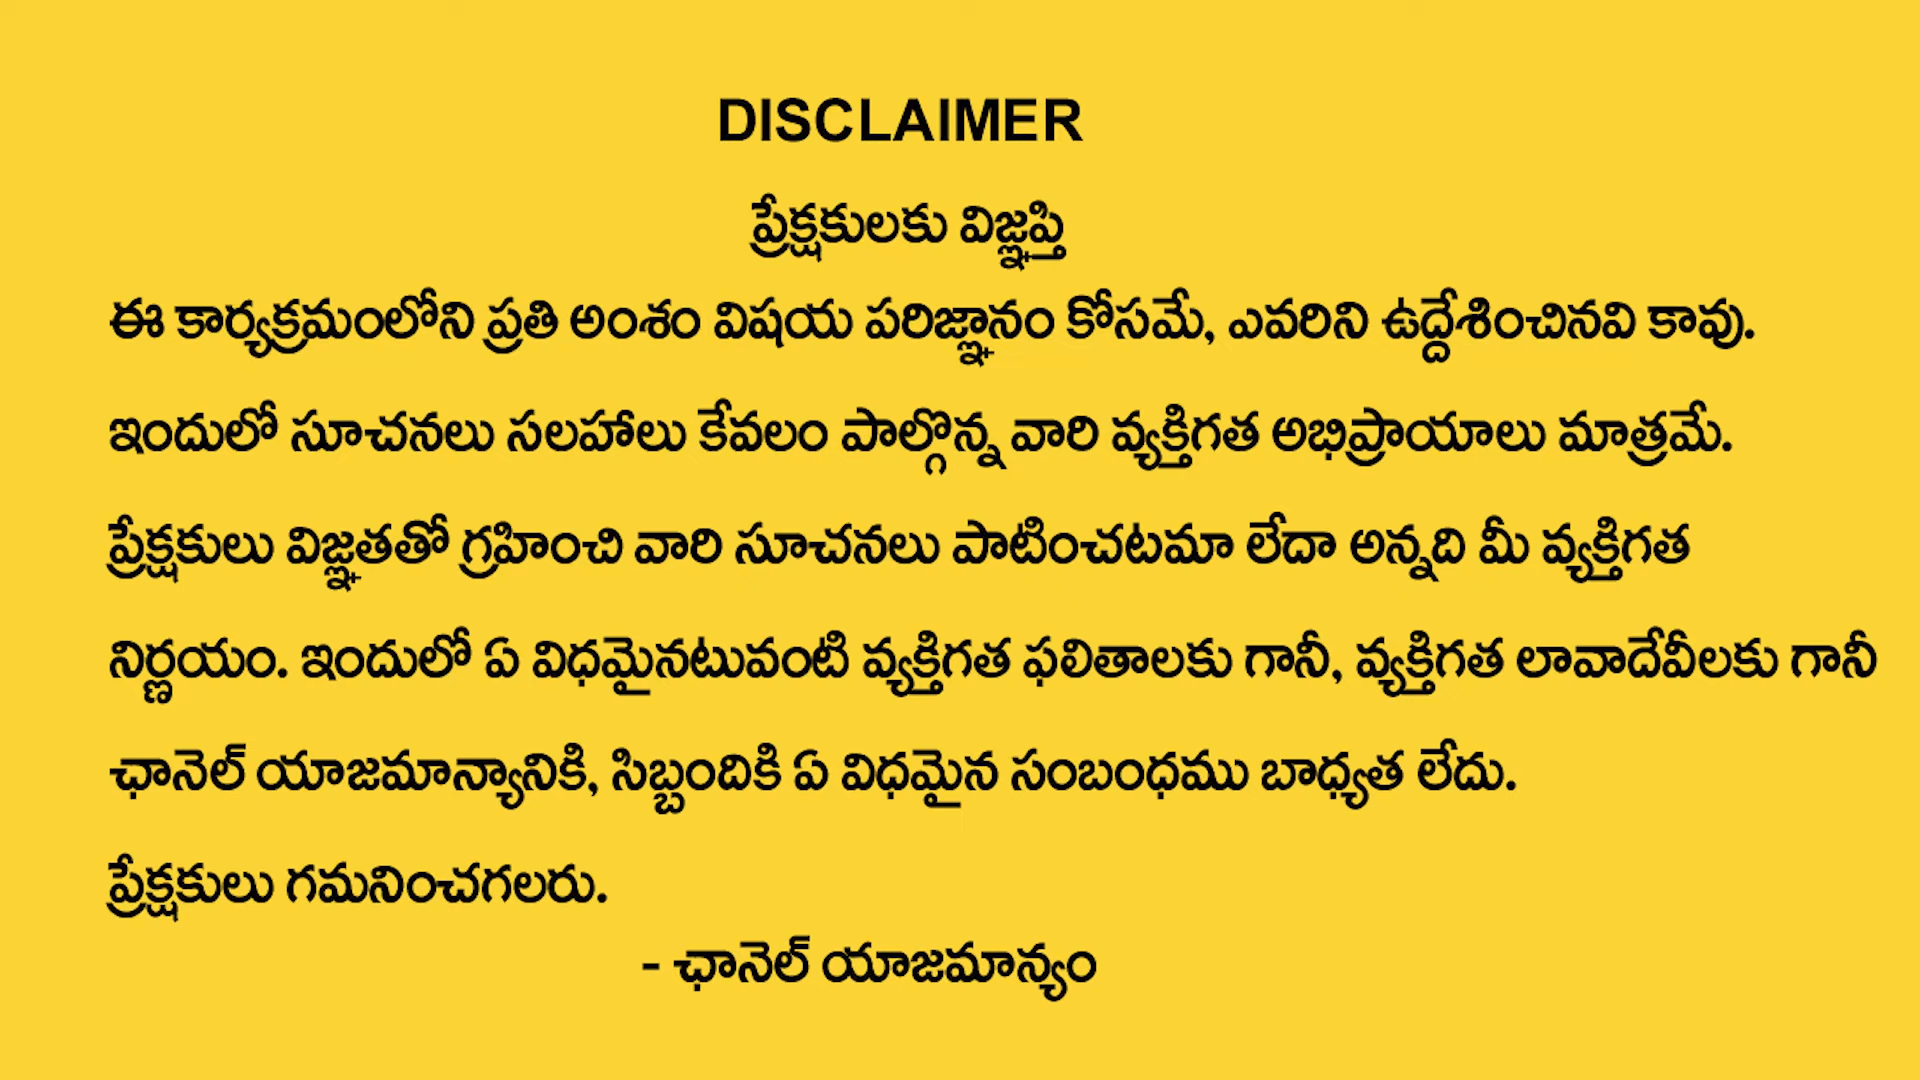 DISCLAIMER
ప్రేక్షకులకు విజ్ఞప్తి
ఈ కార్యక్రమంలోని ప్రతి అంశం విషయ పరిజ్ఞానం కోసమే, ఎవరిని ఉద్దేశించినవి కావు.
ఇందులో సూచనలు సలహాలు కేవలం పాల్గొన్న వారి వ్యక్తిగత అభిప్రాయాలు మాత్రమే.
ప్రేక్షకులు విజ్ఞతతో గ్రహించి వారి సూచనలు పాటించటమా లేదా అన్నది మీ వ్యక్తిగత
నిర్ణయం. ఇందులో ఏ విధమైనటువంటి వ్యక్తిగత ఫలితాలకు గానీ, వ్యక్తిగత లావాదేవీలకు గానీ
ఛానెల్ యాజమాన్యానికి, సిబ్బందికి ఏ విధమైన సంబంధము బాధ్యత లేదు.
ప్రేక్షకులు గమనించగలరు.
- ఛానెల్ యాజమాన్యం